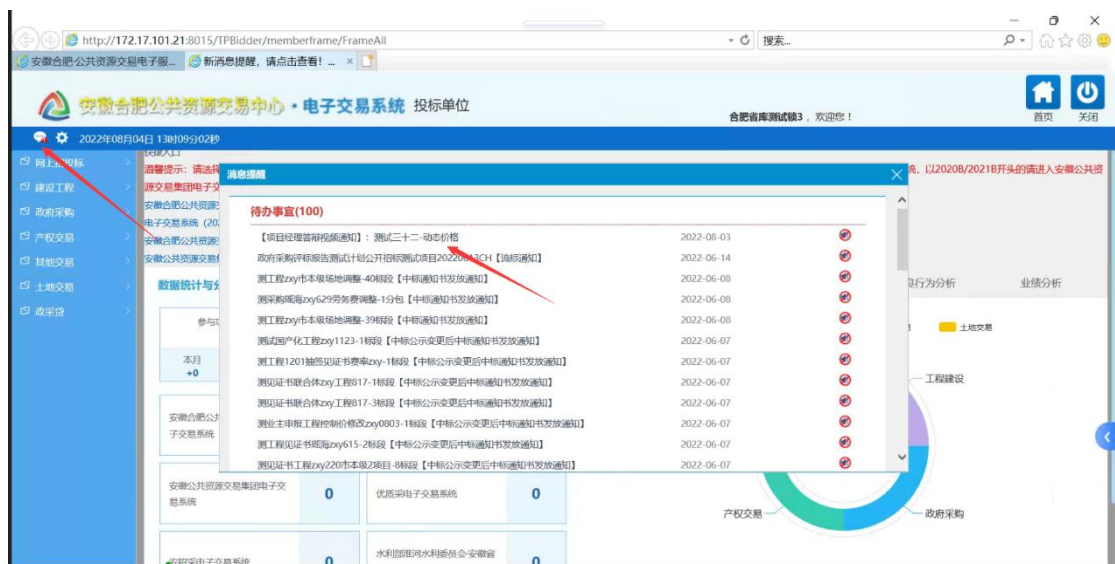 http://172.17.101.21:8015/TPBidder/memberframe/FrameAll
搜索...
安徽合肥公共资源交易电子服...
新消息提醒，请点击查看！...
安徽合肥公共资源交易中心·电子交易系统 投标单位
合肥省库测试锁3，欢迎您！
首页
关闭
2022年08月04日 13时09分02秒
建设工程
政府采购
产权交易
其他交易
土地交易
政采贷
快捷入口
温馨提示：请选择
，以2020B/2021B开头的请进入安徽公共资
源交易集团电子交
安徽合肥公共资源
电子交易系统（20
安徽合肥公共资源
安徽公共资源交易集
数据统计与分
行为分析
业绩分析
消息提醒
待办事宜(100)
【项目经理答辩视频通知】：测试三十二-动态价格 2022-08-03
政府采购评标报告测试计划公开招标测试项目20220613CH【流标通知】 2022-06-14
测工程zxy市本级场地调整-40标段【中标通知书发放通知】 2022-06-08
测采购瑶海zxy629劳务费调整-1分包【中标通知书发放通知】 2022-06-08
测工程zxy市本级场地调整-39标段【中标通知书发放通知】 2022-06-08
测试国产化工程zxy1123-1标段【中标公示变更后中标通知书发放通知】 2022-06-07
测工程1201抽签见证书费率zxy-1标段【中标公示变更后中标通知书发放通知】 2022-06-07
测见证书联合体zxy工程817-1标段【中标公示变更后中标通知书发放通知】 2022-06-07
测见证书联合体zxy工程817-3标段【中标公示变更后中标通知书发放通知】 2022-06-07
测业主申报工程控制价修改zxy0803-1标段【中标公示变更后中标通知书发放通知】 2022-06-07
测工程见证书瑶海zxy615-2标段【中标公示变更后中标通知书发放通知】 2022-06-07
测见证书工程zxy220市本级2项目-8标段【中标公示变更后中标通知书发放通知】 2022-06-07
本月
+0
土地交易
工程建设
产权交易
政府采购
安徽合肥公共
子交易系统
安徽公共资源交易集团电子交
易系统
0
优质采电子交易系统
0
0
水利部淮河水利委员会·安徽省
0